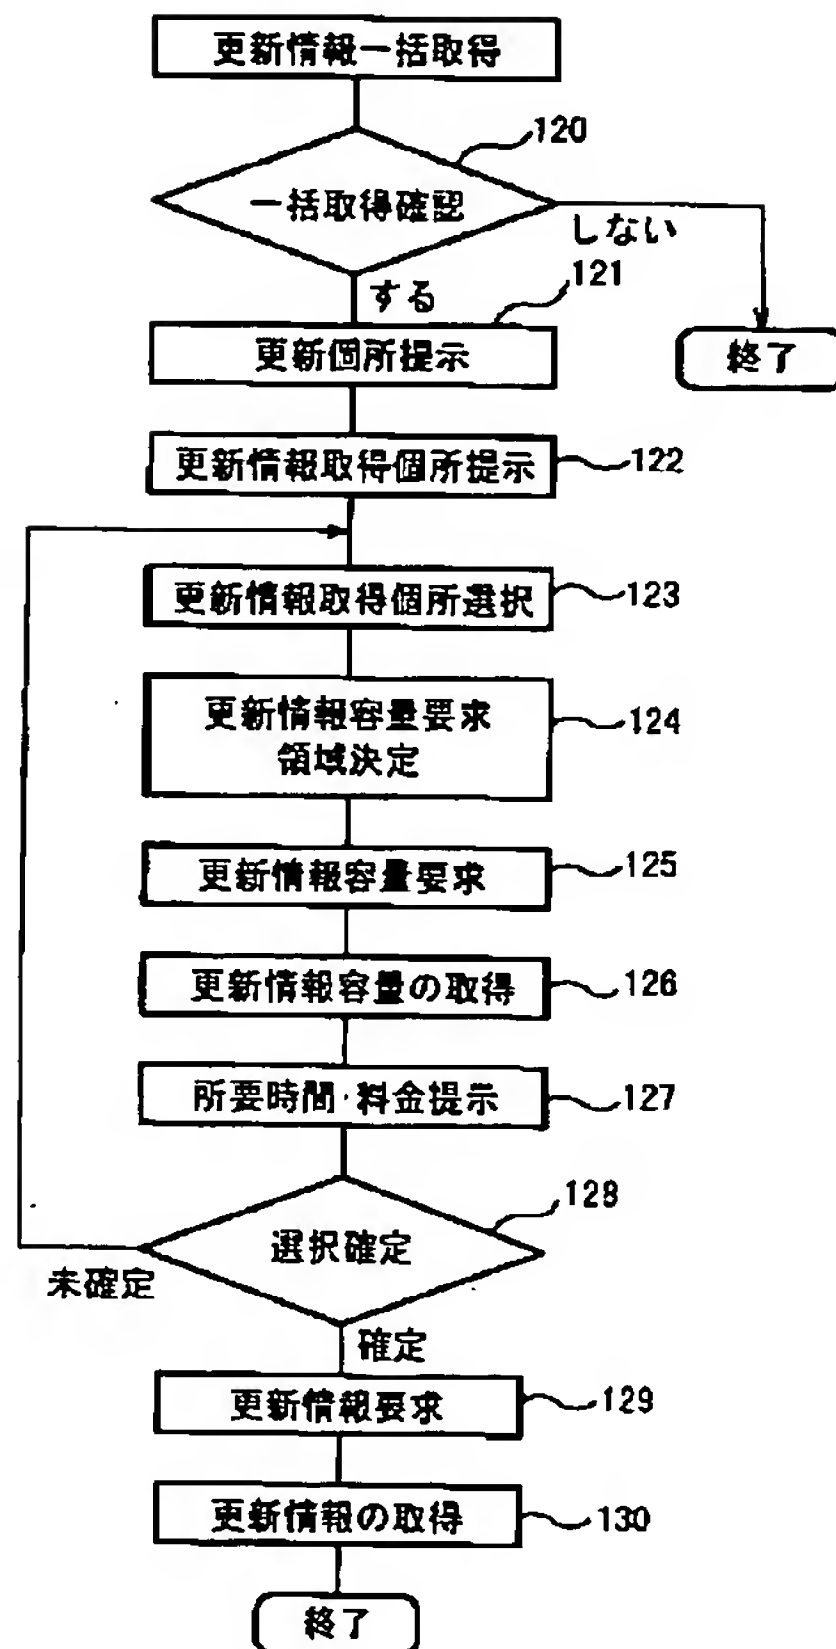 更新情報一括取得
120
一括取得確認
しない
する
121
更新個所提示
終了
更新情報取得個所提示
122
更新情報取得個所選択
123
更新情報容量要求
領域決定
124
更新情報容量要求
125
更新情報容量の取得
126
所要時間・料金提示
127
128
選択確定
未確定
確定
更新情報要求
129
更新情報の取得
130
終了